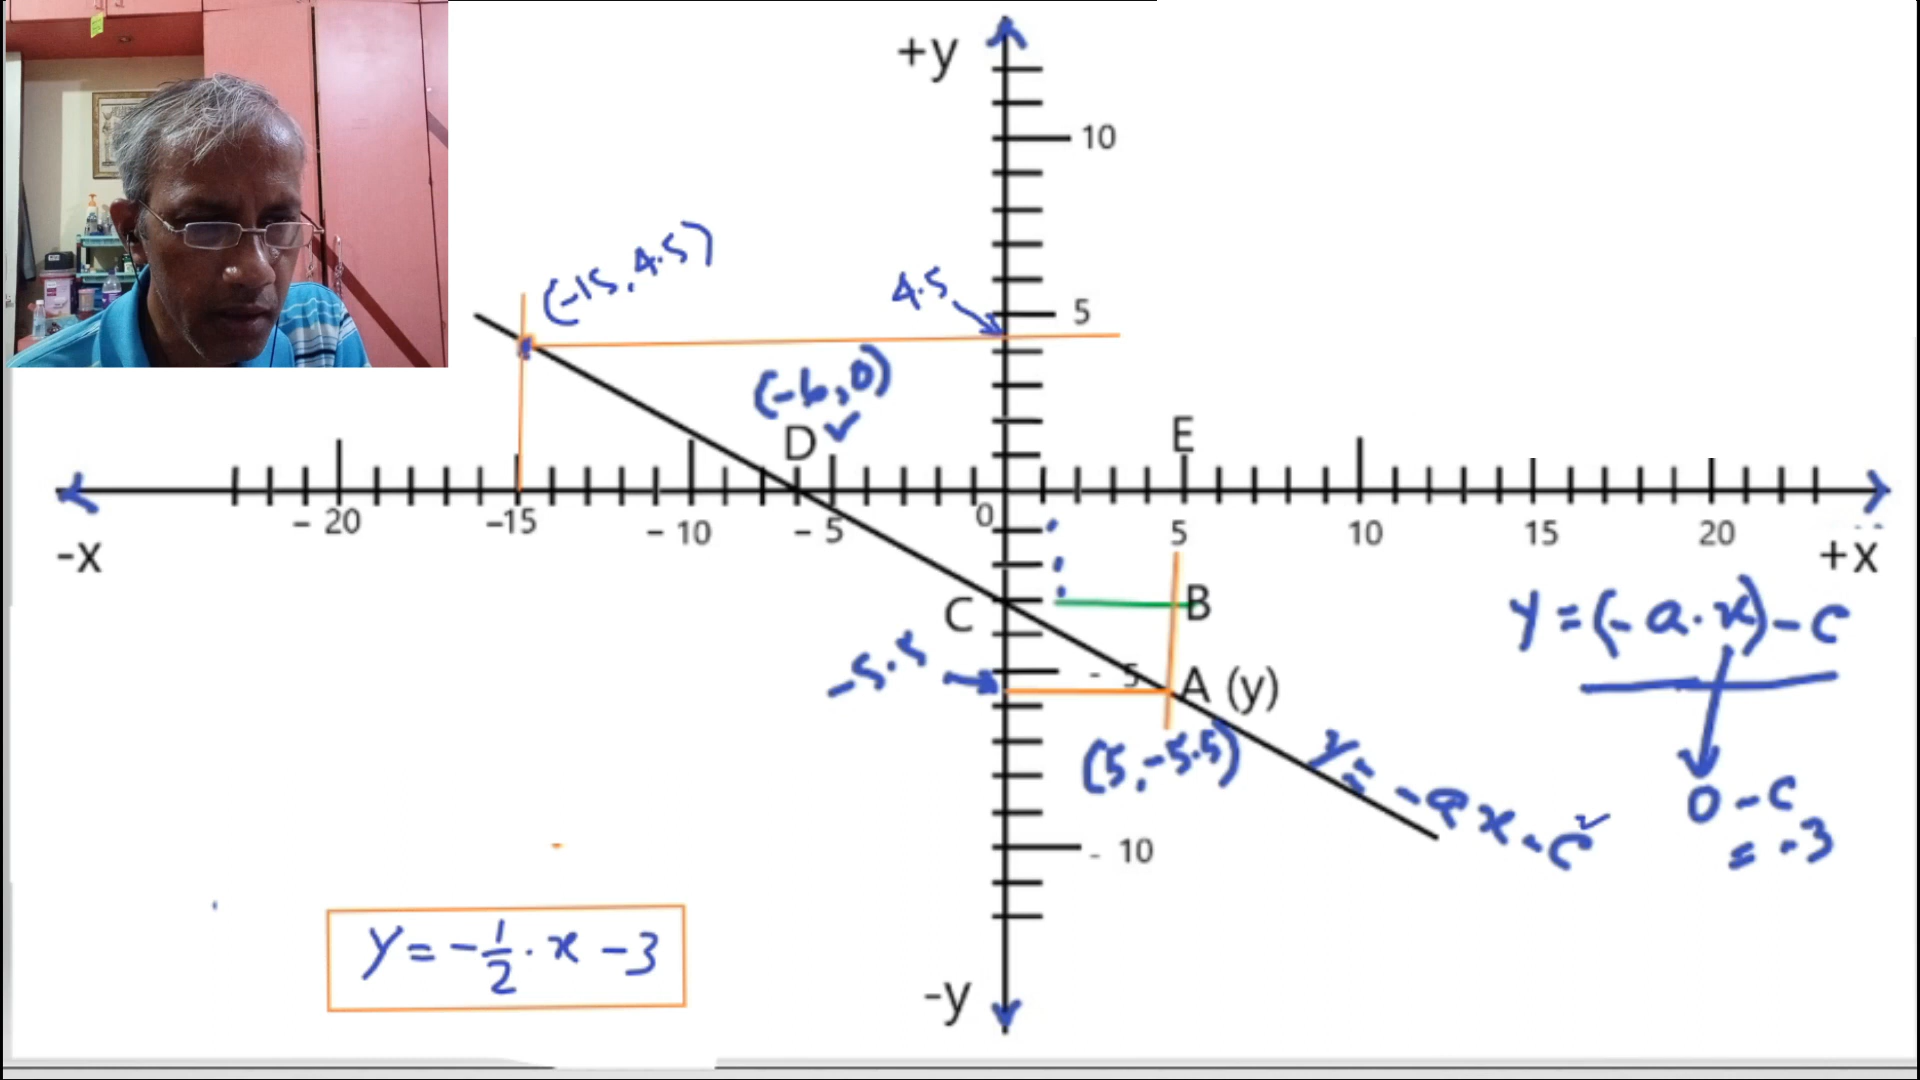 +y
10
(-15, 4.5)
4.5
5
(-6,0)
D
E
- 20
-15
- 10
- 5
0
5
10
15
20
-x
+x
C
B
y = (- a . x) - c
-5.5
- 5
A (y)
(5, -5.5)
y = - a x - c
0 - c
= -3
- 10
y = - 1/2 . x - 3
-y